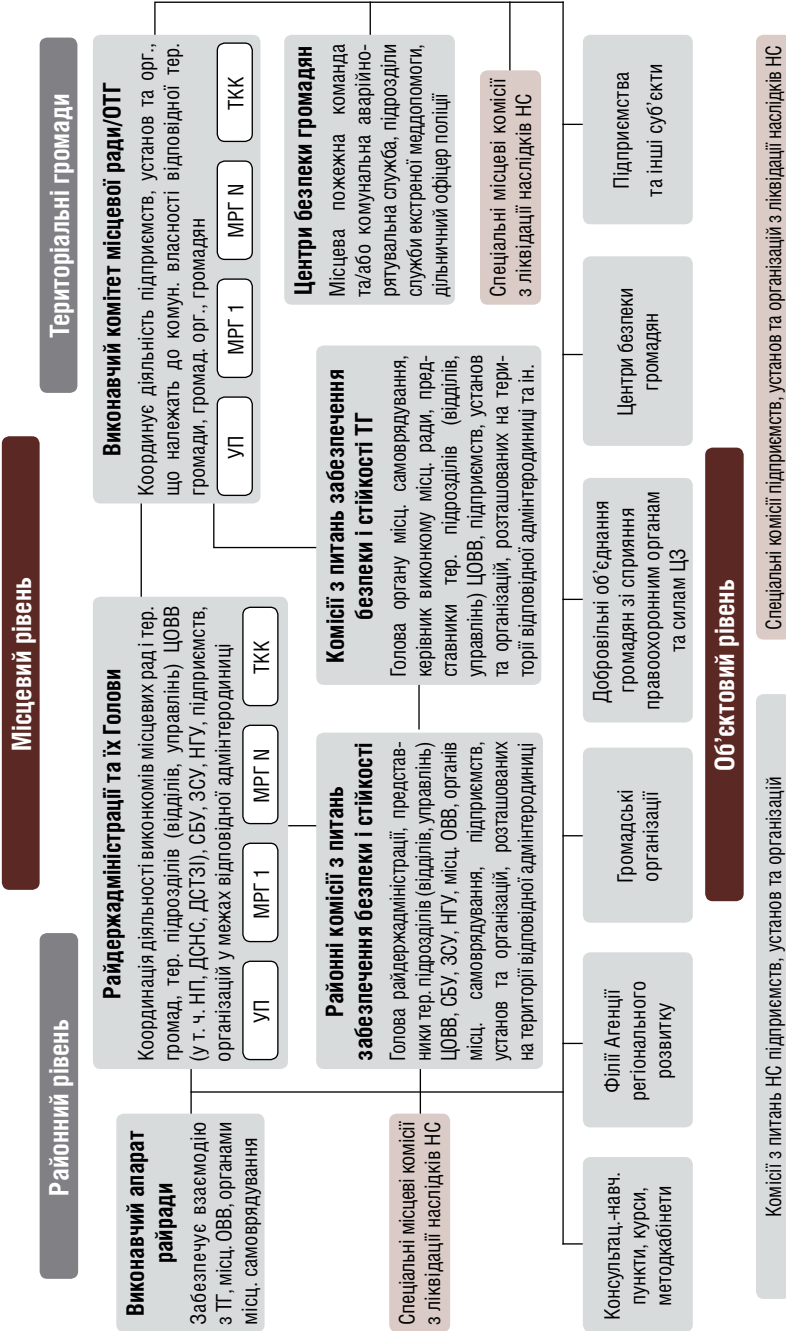 Місцевий рівень
Районний рівень
Територіальні громади
Виконавчий апарат
райради
Забезпечує взаємодію
з ТГ, місц. ОВВ, органами
місц. самоврядування
Райдержадміністрації та їх Голови
Координація діяльності виконкомів місцевих рад і тер.
громад, тер. підрозділів (відділів, управлінь) ЦОВВ
(у т. ч. НП, ДСНС, ДСТЗІ), СБУ, ЗСУ, НГУ, підприємств,
організацій у межах відповідної адмінтеродиниці
УП
МРГ 1
МРГ N
ТКК
Виконавчий комітет місцевої ради/ОТГ
Координує діяльність підприємств, установ та орг.,
що належать до комун. власності відповідної тер.
громади, громад. орг., громадян
УП
МРГ 1
МРГ N
ТКК
Спеціальні місцеві комісії
з ліквідації наслідків НС
Районні комісії з питань
забезпечення безпеки і стійкості
Голова райдержадміністрації, представ-
ники тер. підрозділів (відділів, управлінь)
ЦОВВ, СБУ, ЗСУ, НГУ, місц. ОВВ, органів
місц. самоврядування, підприємств,
установ та організацій, розташованих
на території відповідної адмінтеродиниці
Комісії з питань забезпечення
безпеки і стійкості ТГ
Голова органу місц. самоврядування,
керівник виконкому місц. ради, пред-
ставники тер. підрозділів (відділів,
управлінь) ЦОВВ, підприємств, установ
та організацій, розташованих на тери-
торії відповідної адмінтеродиниці та ін.
Центри безпеки громадян
Місцева пожежна команда
та/або комунальна аварійно-
рятувальна служба, підрозділи
служби екстреної меддопомоги,
дільничний офіцер поліції
Спеціальні місцеві комісії
з ліквідації наслідків НС
Консультац.-навч.
пункти, курси,
методкабінети
Філії Агенції
регіонального
розвитку
Громадські
організації
Добровільні об’єднання
громадян зі сприяння
правоохоронним органам
та силам ЦЗ
Центри безпеки
громадян
Підприємства
та інші суб’єкти
Об’єктовий рівень
Комісії з питань НС підприємств, установ та організацій
Спеціальні комісії підприємств, установ та організацій з ліквідації наслідків НС